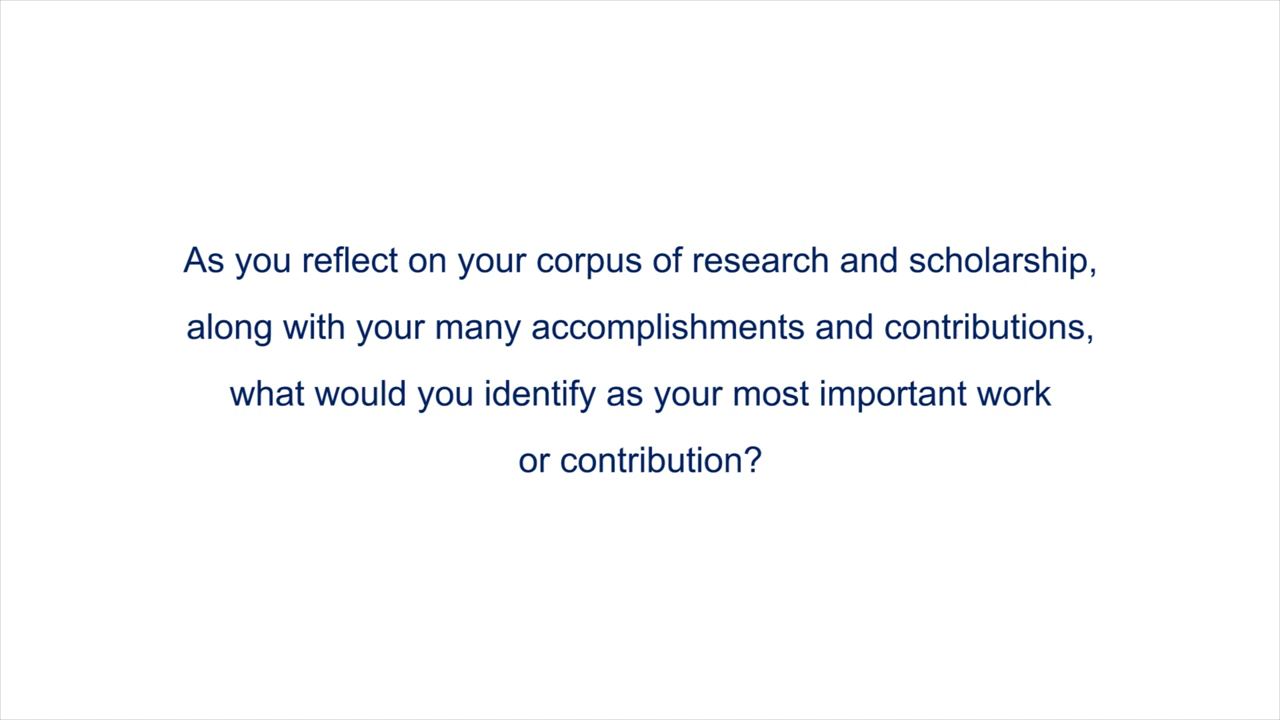 As you reflect on your corpus of research and scholarship,
along with your many accomplishments and contributions,
what would you identify as your most important work
or contribution?